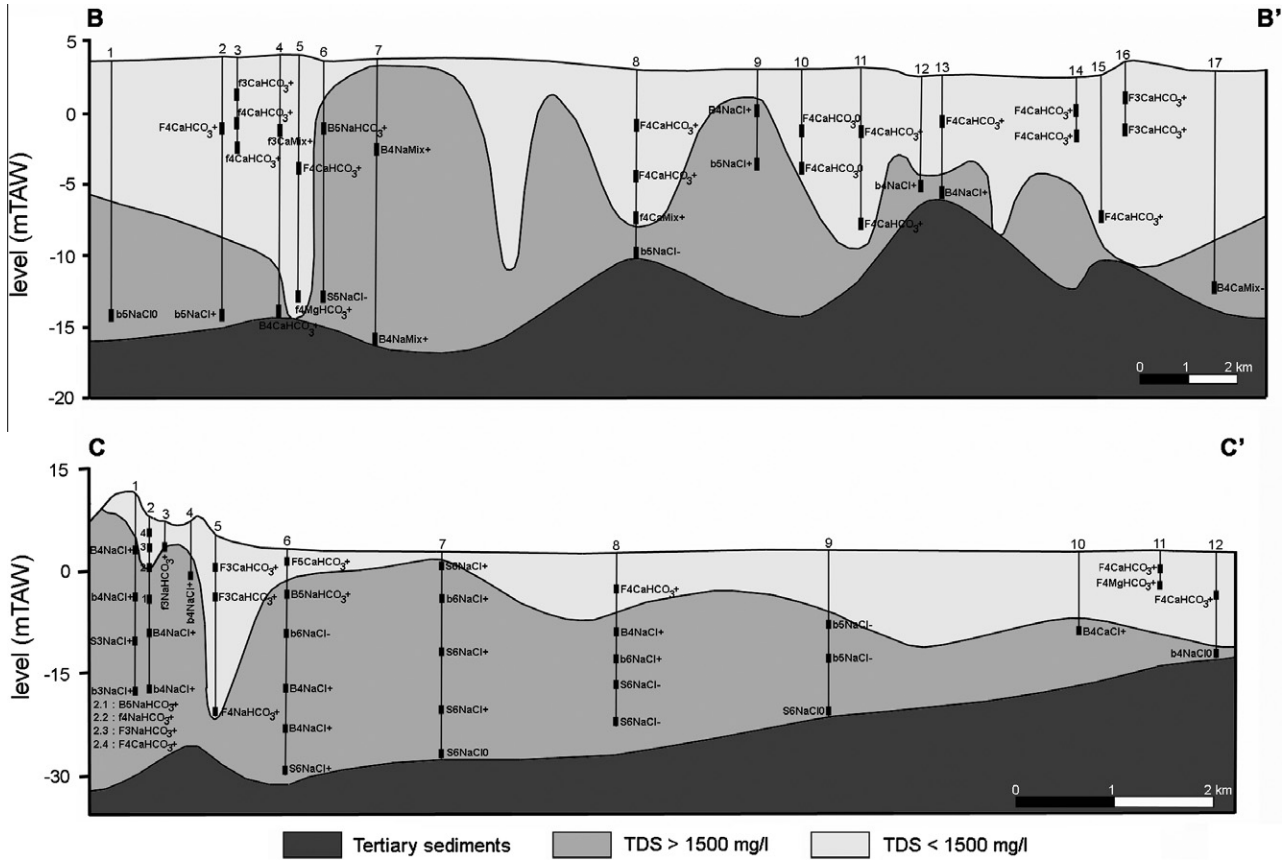 B B'
1 2 3 4 5 6 7 8 9 10 11 12 13 14 15 16 17
5
0
-5
-10
-15
-20
level (mTAW)
b5NaCl0
F4CaHCO3+
b5NaCl+
f3CaHCO3+
f4CaHCO3+
f4CaHCO3+
f3CaMix+
B4CaHCO3+
F4CaHCO3+
f4MgHCO3+
B5NaHCO3+
S5NaCl-
B4NaMix+
B4NaMix+
F4CaHCO3+
F4CaHCO3+
f4CaMix+
b5NaCl-
B4NaCl+
b5NaCl+
F4CaHCO30
F4CaHCO30
F4CaHCO3+
F4CaHCO3+
b4NaCl+
F4CaHCO3+
B4NaCl+
F4CaHCO3+
F4CaHCO3+
F4CaHCO3+
F3CaHCO3+
F3CaHCO3+
B4CaMix-
0 1 2 km
C C'
1 2 3 4 5 6 7 8 9 10 11 12
15
0
-15
-30
level (mTAW)
B4NaCl+
b4NaCl+
S3NaCl+
b3NaCl+
4
3
2
1
B4NaCl+
b4NaCl+
2.1 : B5NaHCO3+
2.2 : f4NaHCO3+
2.3 : F3NaHCO3+
2.4 : F4CaHCO3+
f3NaHCO3+
b4NaCl+
F3CaHCO3+
F3CaHCO3+
F4NaHCO3+
F5CaHCO3+
B5NaHCO3+
b6NaCl-
B4NaCl+
B4NaCl+
S6NaCl+
S6NaCl+
b6NaCl+
S6NaCl+
S6NaCl+
S6NaCl0
F4CaHCO3+
B4NaCl+
b6NaCl+
S6NaCl-
S6NaCl-
b5NaCl-
b5NaCl-
S6NaCl0
B4CaCl+
F4CaHCO3+
F4MgHCO3+
F4CaHCO3+
b4NaCl0
0 1 2 km
Tertiary sediments TDS > 1500 mg/l TDS < 1500 mg/l